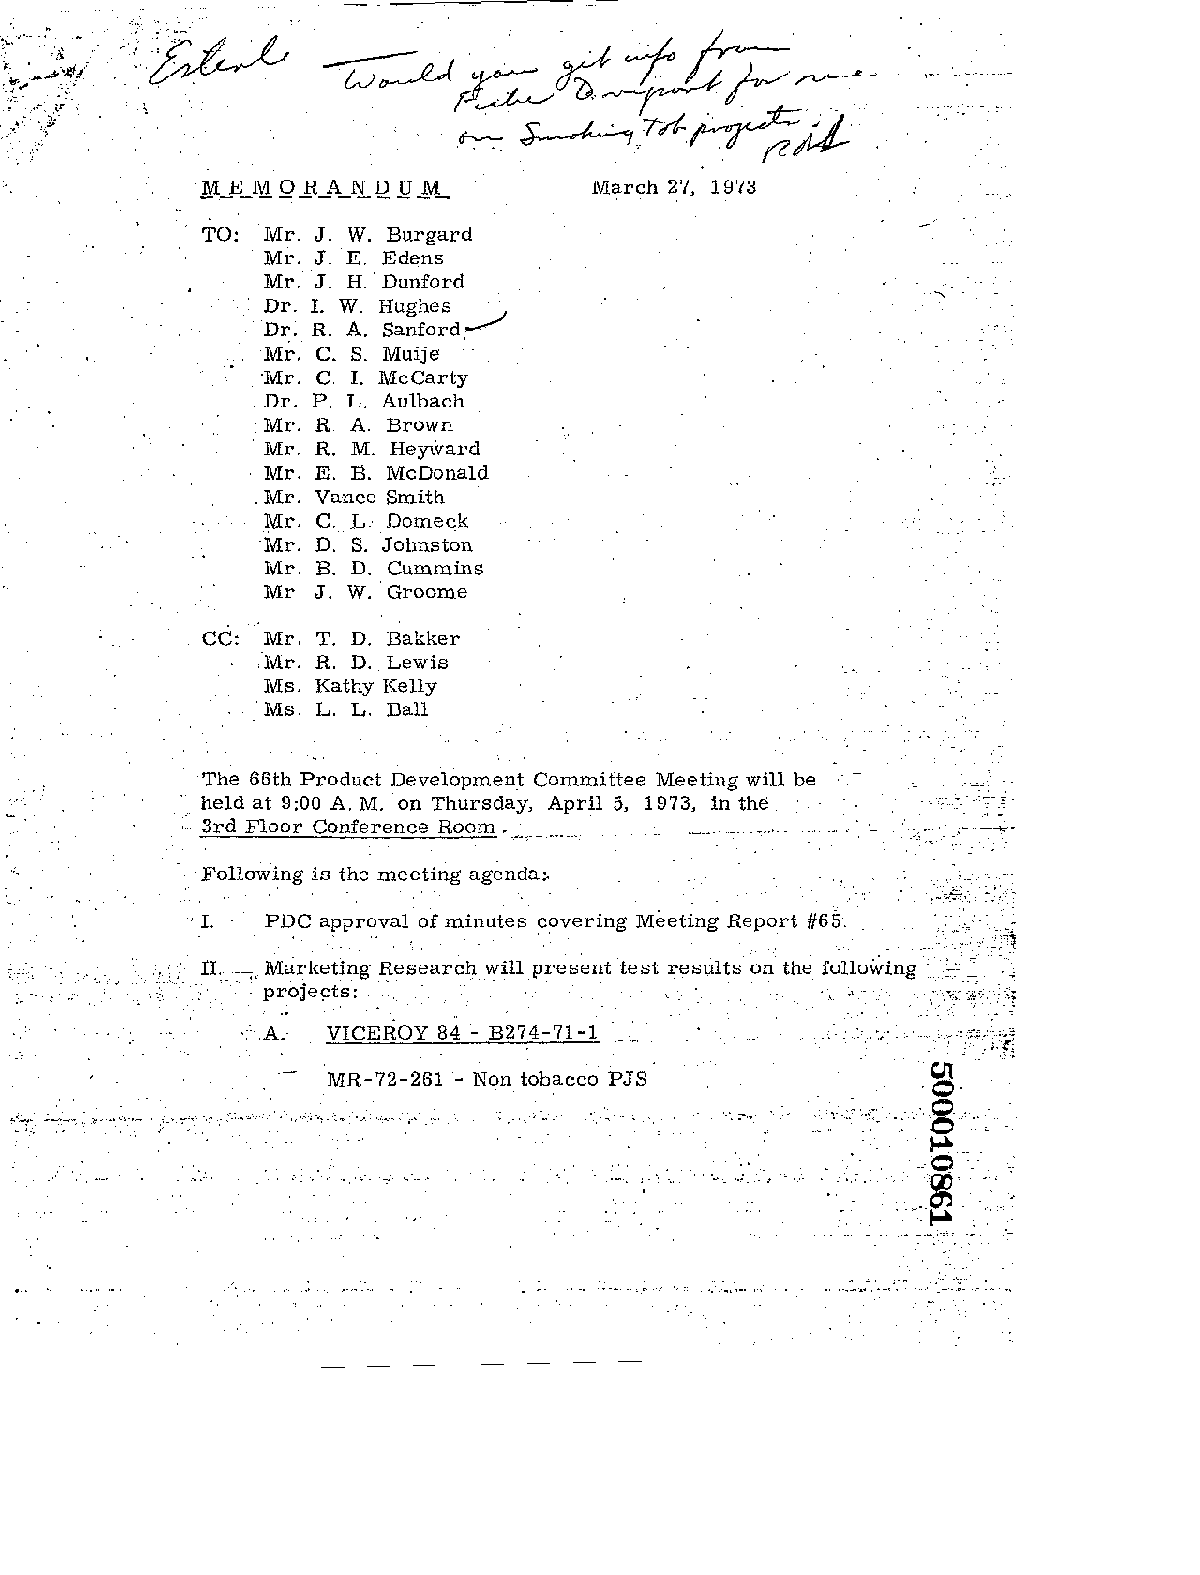 Would you get info from
for me
on Smoking Tob projects.
MEMORANDUM March 27, 1973
TO: Mr. J. W. Burgard
Mr. J. E. Edens
Mr. J. H. Dunford
Dr. I. W. Hughes
Dr. R. A. Sanford
Mr. C. S. Muije
Mr. C. I. McCarty
Dr. P. L. Aulbach
Mr. R. A. Brown
Mr. R. M. Heyward
Mr. E. B. McDonald
Mr. Vance Smith
Mr. C. L. Domeck
Mr. D. S. Johnston
Mr. B. D. Cummins
Mr J. W. Groome
CC: Mr. T. D. Bakker
Mr. R. D. Lewis
Ms. Kathy Kelly
Ms. L. L. Ball
The 66th Product Development Committee Meeting will be
held at 9:00 A.M. on Thursday, April 5, 1973, in the
3rd Floor Conference Room.
Following is the meeting agenda:
I. PDC approval of minutes covering Meeting Report #65.
II. Marketing Research will present test results on the following
projects:
A. VICEROY 84 - B274-71-1
MR-72-261 - Non tobacco PJS
500010861